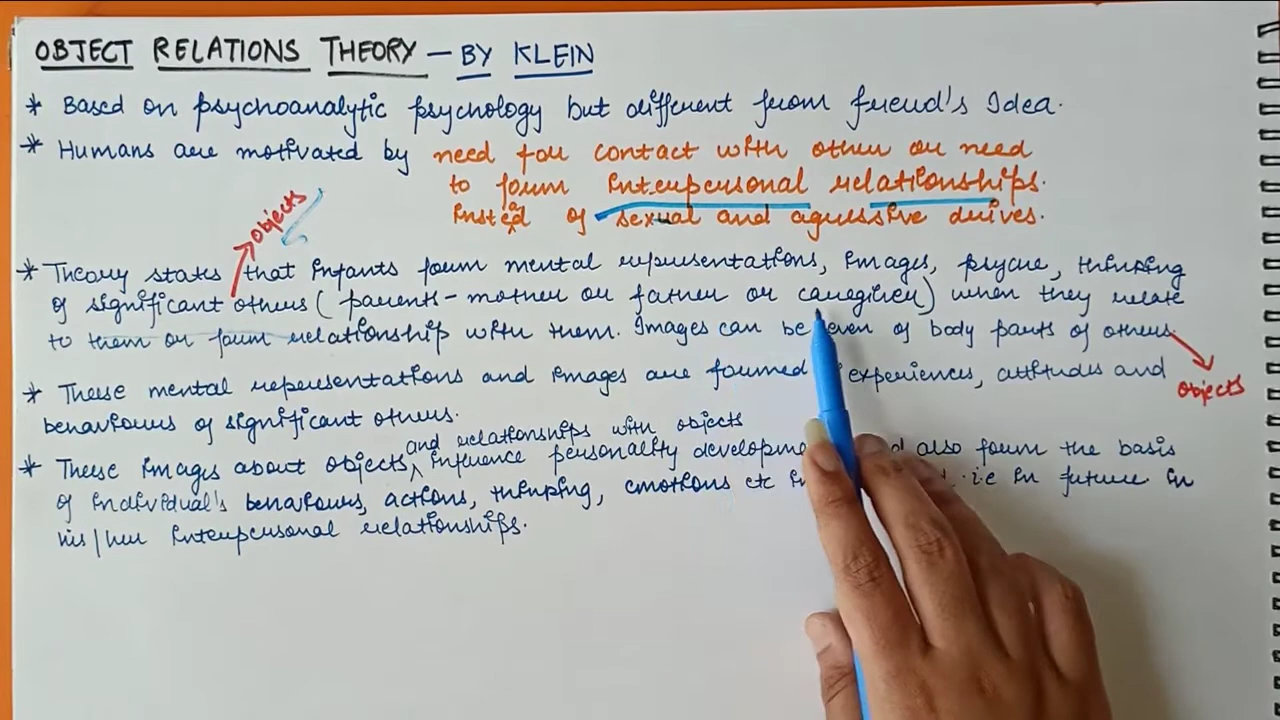 OBJECT RELATIONS THEORY - BY KLEIN
* Based on psychoanalytic psychology but different from freud's Idea.
* Humans are motivated by need for contact with other or need
to form interpersonal relationships.
instead of sexual and agressive drives.
objects
* Theory states that infants form mental representations, images, psyche, thinking
of significant others (parents - mother or father or caregiver) when they relate
to them or form relationship with them. Images can be even of body parts of others
objects
* These mental representations and images are formed experiences, attitudes and
behaviours of significant others.
and relationships with objects
* These images about objects influence personality developme also form the basis
of individual's behaviours, actions, thinking, emotions etc in i.e in future in
his/her interpersonal relationships.